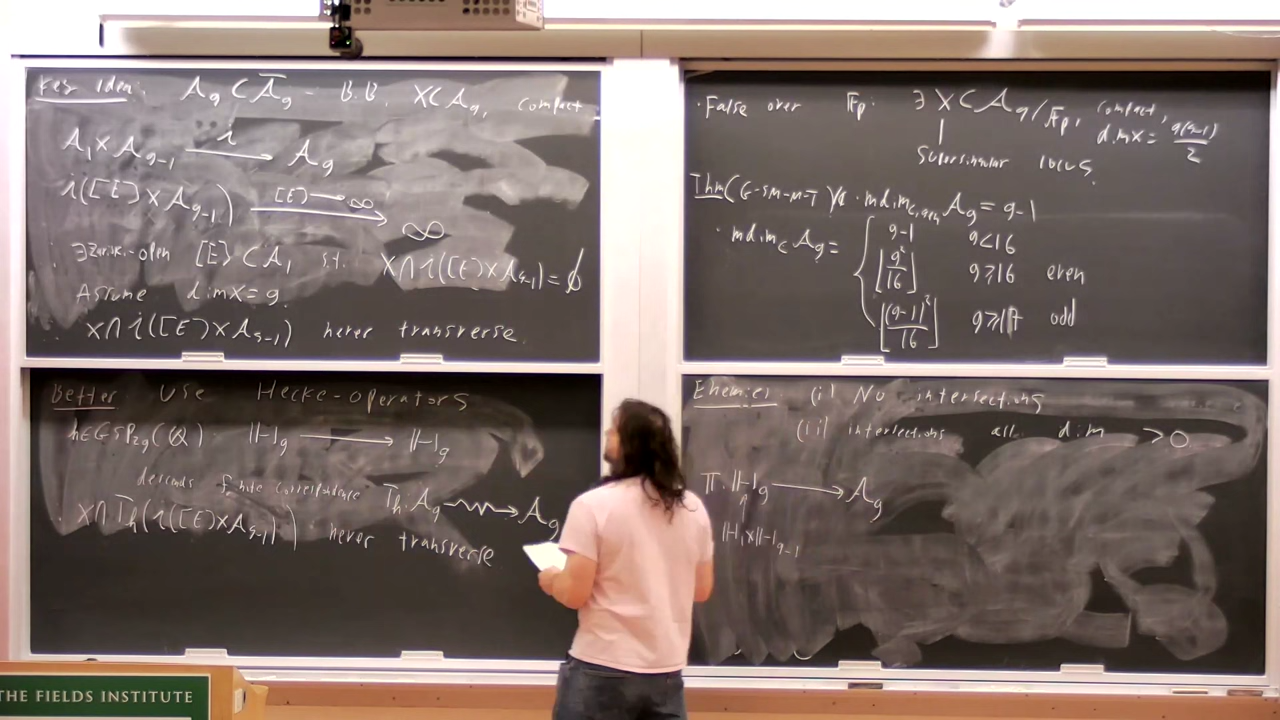 Key Idea: A_g ⊂ Ā_g - B.B. X ⊂ A_g, compact
A_1 × A_{g-1} --i--> A_g
i([E] × A_{g-1}) --[E]→∞--> ∞
∴ ∃ Zarisk.-open [E] ⊂ A_1 s.t. X ∩ i([E] × A_{g-1}) = ∅
Assume dim X = g.
∴ X ∩ i([E] × A_{g-1}) never transverse.
Better Use Hecke-operators
h ∈ GSp_{2g}(Q) ℍ_g → ℍ_g
descends finite correspondence T_h: A_g ⇝ A_g
∴ X ∩ T_h(i([E] × A_{g-1})) never transverse
· False over F_p: ∃ X ⊂ A_g/F̄_p, compact, dim X = g(g-1)/2
Supersingular locus.
Thm (G-SM-M-T) /C · mdim_{c,gen} A_g = g-1
· mdim_c A_g = { g-1 g<16
⌊g²/16⌋ g≥16 even
⌊(g-1)²/16⌋ g≥17 odd
Enemies (i) No intersections
(ii) intersections all dim >0.
π: ℍ_g → A_g
ℍ_1 × ℍ_{g-1}
THE FIELDS INSTITUTE